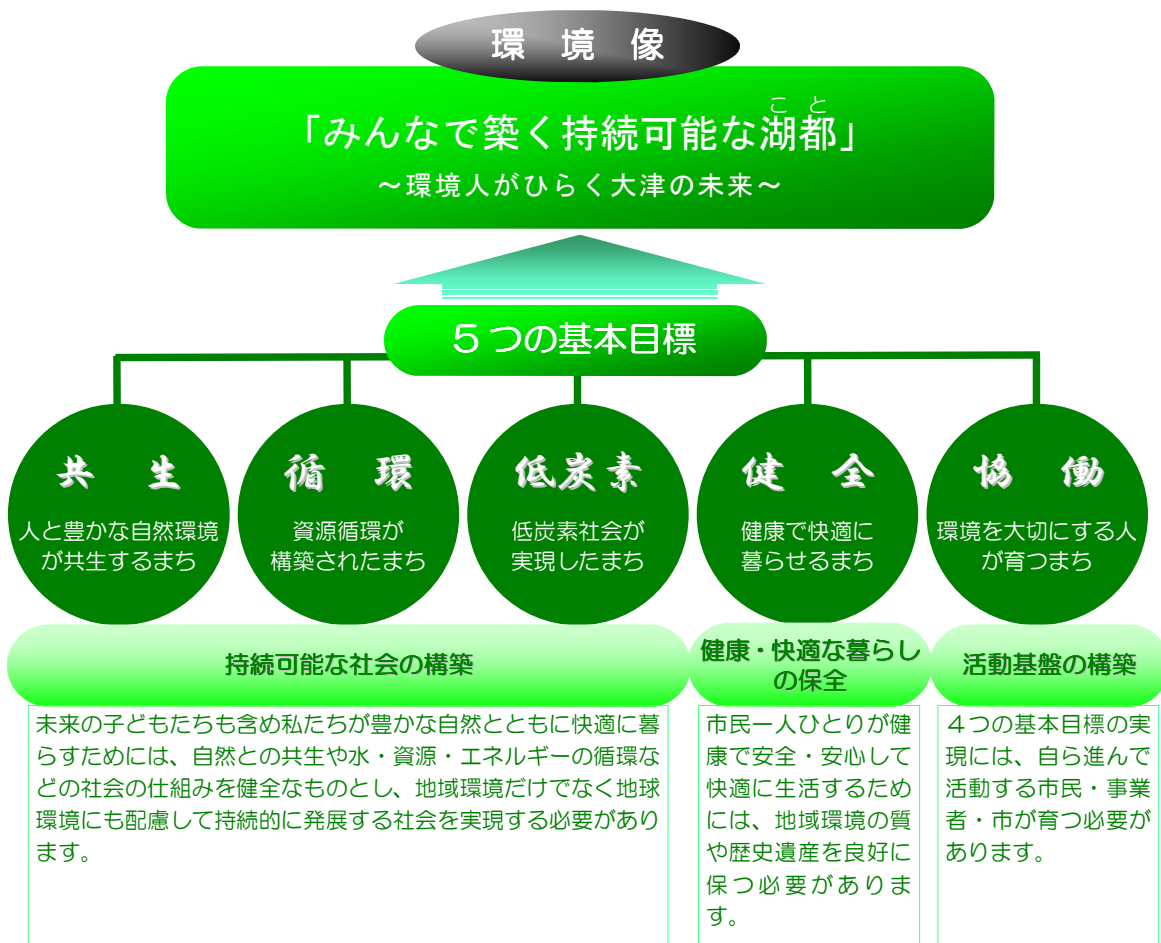 環 境 像
こ と
「みんなで築く持続可能な湖都」
～環境人がひらく大津の未来～
５つの基本目標
共 生
人と豊かな自然環境
が共生するまち
循 環
資源循環が
構築されたまち
低炭素
低炭素社会が
実現したまち
健 全
健康で快適に
暮らせるまち
協 働
環境を大切にする人
が育つまち
持続可能な社会の構築
未来の子どもたちも含め私たちが豊かな自然とともに快適に暮
らすためには、自然との共生や水・資源・エネルギーの循環な
どの社会の仕組みを健全なものとし、地域環境だけでなく地球
環境にも配慮して持続的に発展する社会を実現する必要があり
ます。
健康・快適な暮らし
の保全
市民一人ひとりが健
康で安全・安心して
快適に生活するため
には、地域環境の質
や歴史遺産を良好に
保つ必要がありま
す。
活動基盤の構築
４つの基本目標の実
現には、自ら進んで
活動する市民・事業
者・市が育つ必要が
あります。